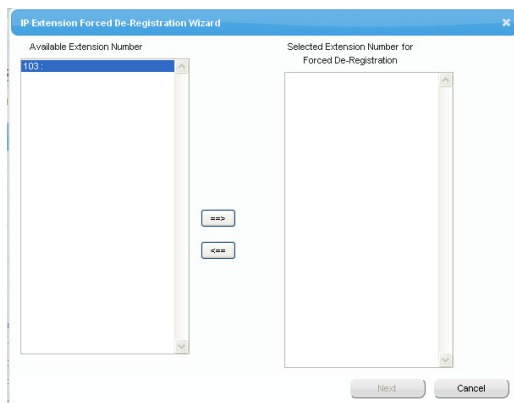 IP Extension Forced De-Registration Wizard
Available Extension Number
Selected Extension Number for
Forced De-Registration
103 :
==>
<==
Next
Cancel